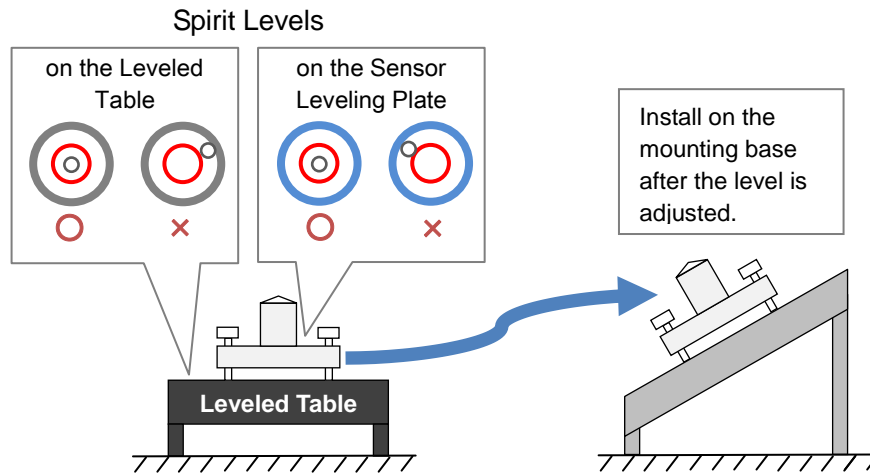 Spirit Levels
on the Leveled
Table
on the Sensor
Leveling Plate
Install on the
mounting base
after the level is
adjusted.
Leveled Table